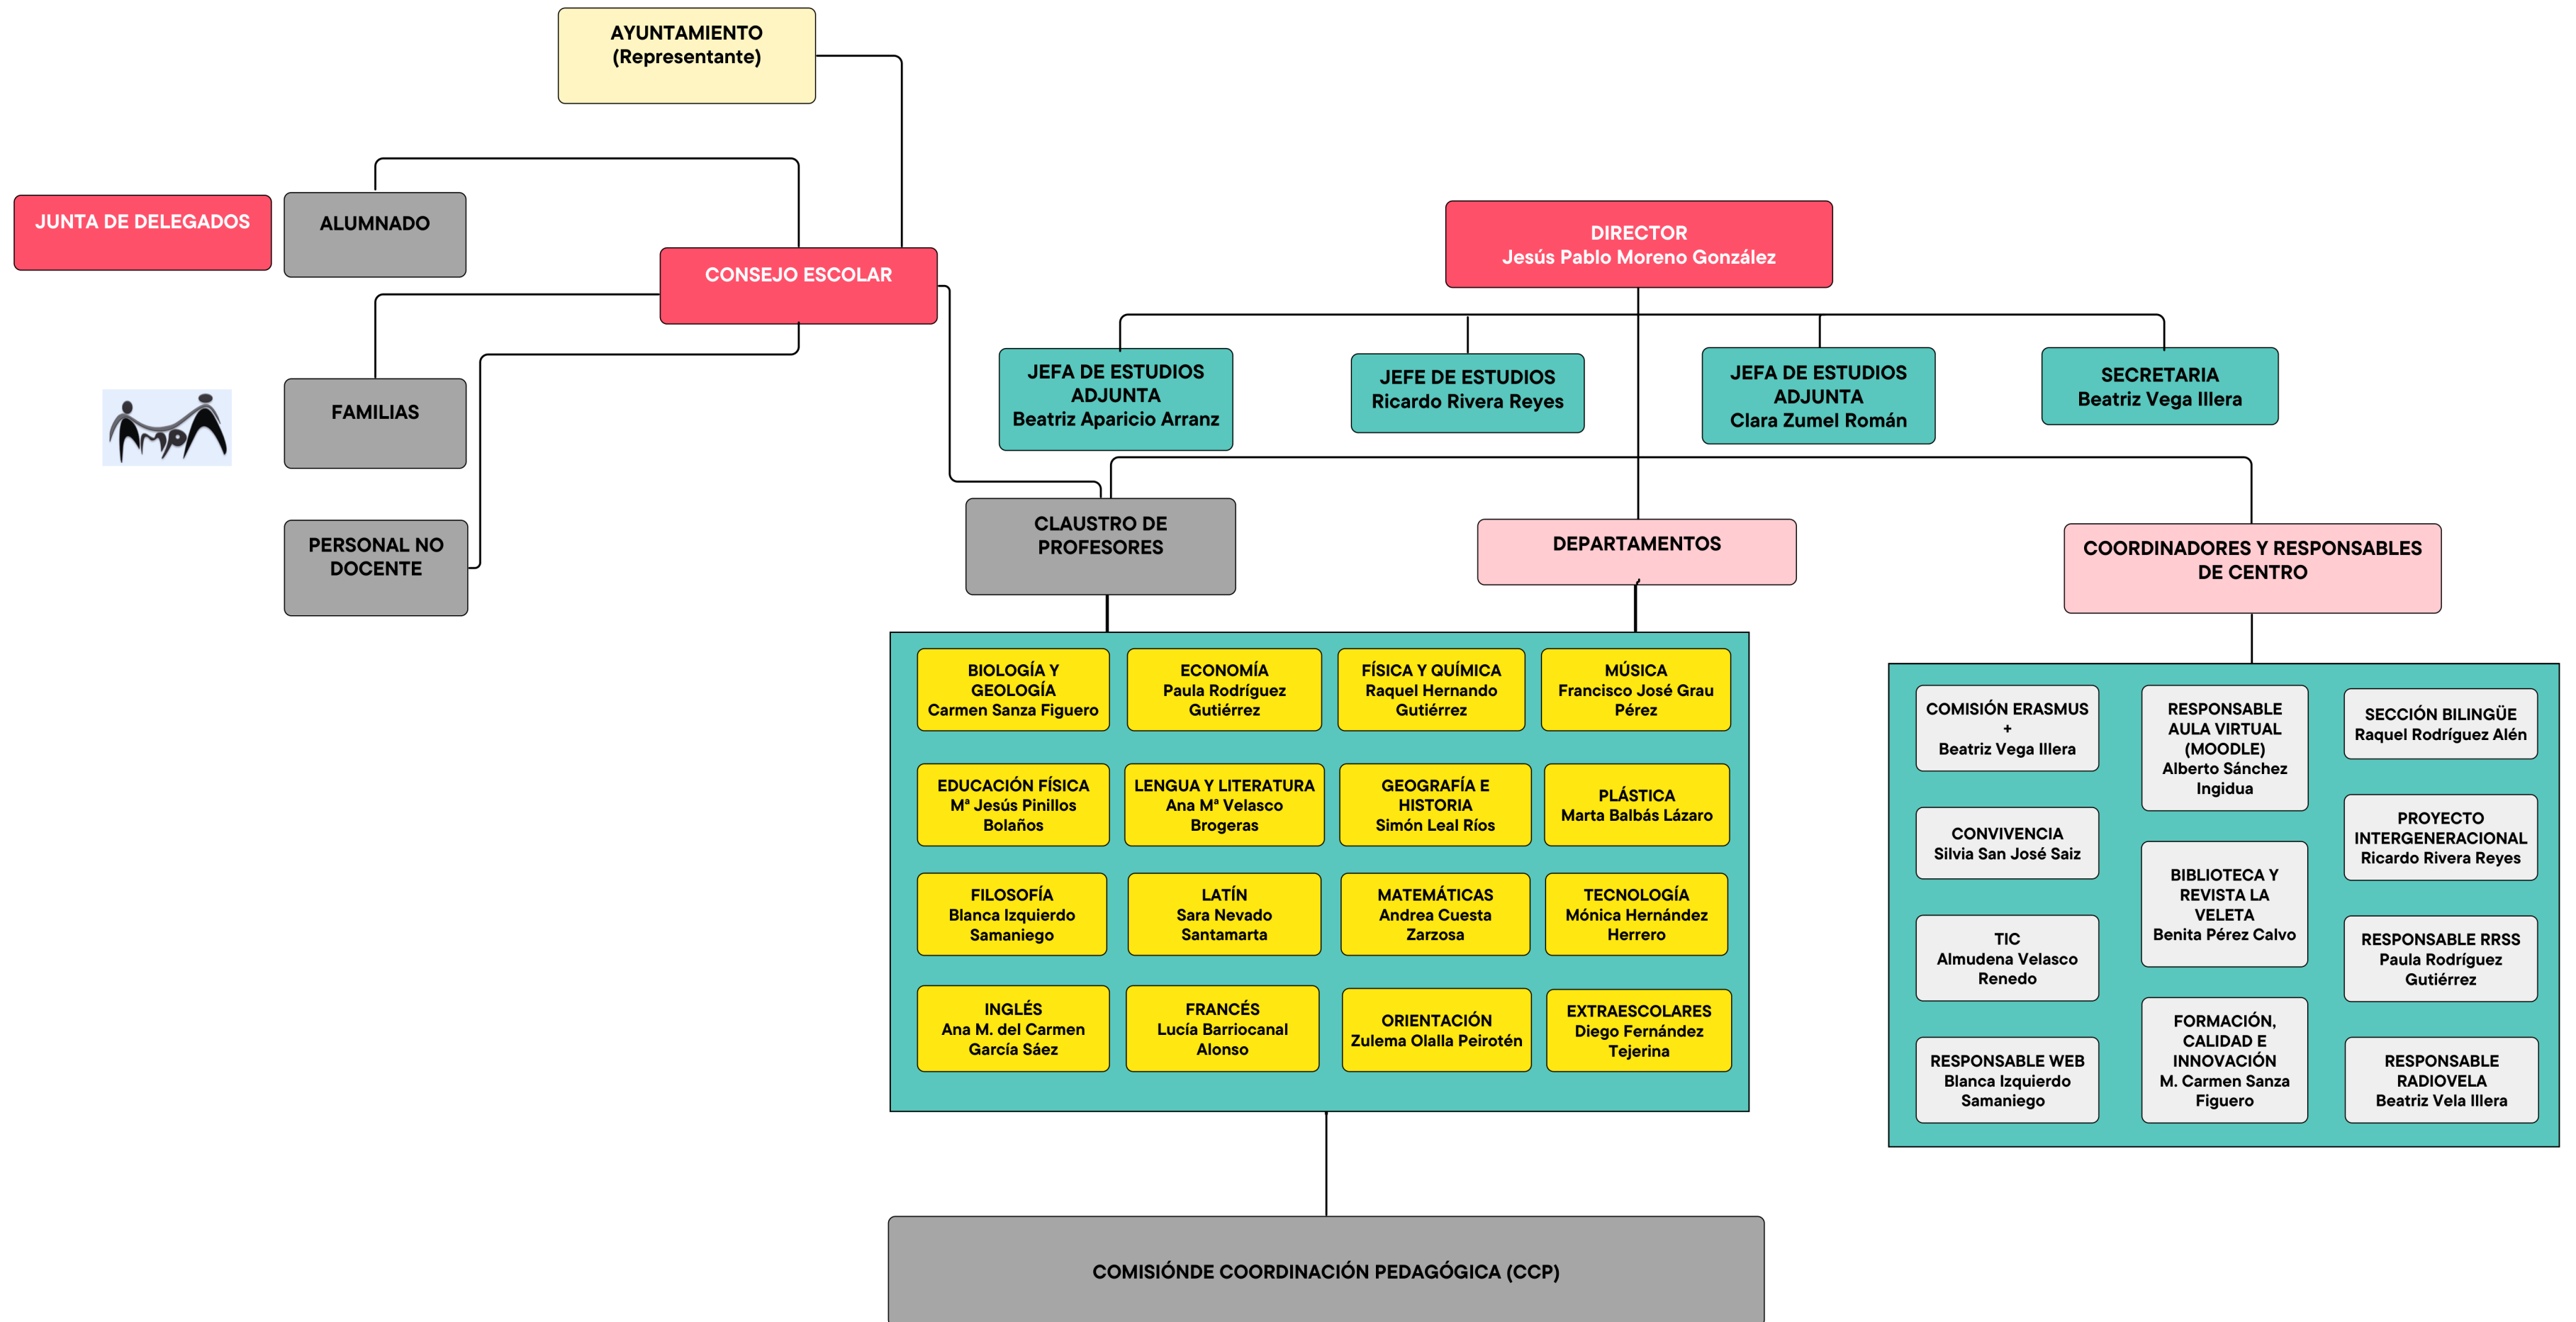 AYUNTAMIENTO
(Representante)
JUNTA DE DELEGADOS
ALUMNADO
CONSEJO ESCOLAR
FAMILIAS
AMPA
PERSONAL NO
DOCENTE
DIRECTOR
Jesús Pablo Moreno González
JEFA DE ESTUDIOS
ADJUNTA
Beatriz Aparicio Arranz
JEFE DE ESTUDIOS
Ricardo Rivera Reyes
JEFA DE ESTUDIOS
ADJUNTA
Clara Zumel Román
SECRETARIA
Beatriz Vega Illera
CLAUSTRO DE
PROFESORES
DEPARTAMENTOS
COORDINADORES Y RESPONSABLES
DE CENTRO
BIOLOGÍA Y
GEOLOGÍA
Carmen Sanza Figuero
ECONOMÍA
Paula Rodríguez
Gutiérrez
FÍSICA Y QUÍMICA
Raquel Hernando
Gutiérrez
MÚSICA
Francisco José Grau
Pérez
EDUCACIÓN FÍSICA
Mª Jesús Pinillos
Bolaños
LENGUA Y LITERATURA
Ana Mª Velasco
Brogeras
GEOGRAFÍA E
HISTORIA
Simón Leal Ríos
PLÁSTICA
Marta Balbás Lázaro
FILOSOFÍA
Blanca Izquierdo
Samaniego
LATÍN
Sara Nevado
Santamarta
MATEMÁTICAS
Andrea Cuesta
Zarzosa
TECNOLOGÍA
Mónica Hernández
Herrero
INGLÉS
Ana M. del Carmen
García Sáez
FRANCÉS
Lucía Barriocanal
Alonso
ORIENTACIÓN
Zulema Olalla Peirotén
EXTRAESCOLARES
Diego Fernández
Tejerina
COMISIÓN ERASMUS
+
Beatriz Vega Illera
CONVIVENCIA
Silvia San José Saiz
TIC
Almudena Velasco
Renedo
RESPONSABLE WEB
Blanca Izquierdo
Samaniego
RESPONSABLE
AULA VIRTUAL
(MOODLE)
Alberto Sánchez
Ingidua
BIBLIOTECA Y
REVISTA LA
VELETA
Benita Pérez Calvo
FORMACIÓN,
CALIDAD E
INNOVACIÓN
M. Carmen Sanza
Figuero
SECCIÓN BILINGÜE
Raquel Rodríguez Alén
PROYECTO
INTERGENERACIONAL
Ricardo Rivera Reyes
RESPONSABLE RRSS
Paula Rodríguez
Gutiérrez
RESPONSABLE
RADIOVELA
Beatriz Vela Illera
COMISIÓNDE COORDINACIÓN PEDAGÓGICA (CCP)